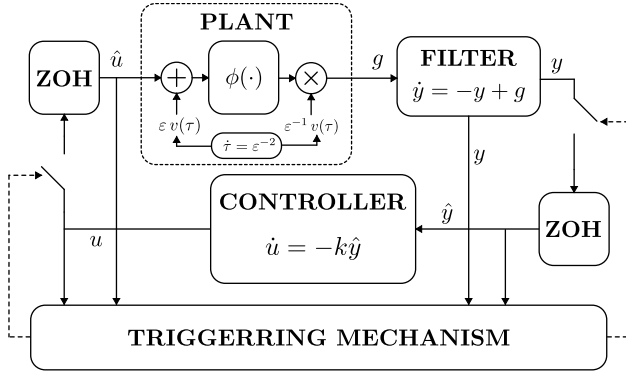 PLANT
û
ZOH
+
ϕ(·)
×
g
FILTER
ẏ = −y + g
y
ε v(τ)
τ̇ = ε⁻²
ε⁻¹ v(τ)
y
CONTROLLER
u̇ = −kŷ
ŷ
ZOH
u
TRIGGERRING MECHANISM